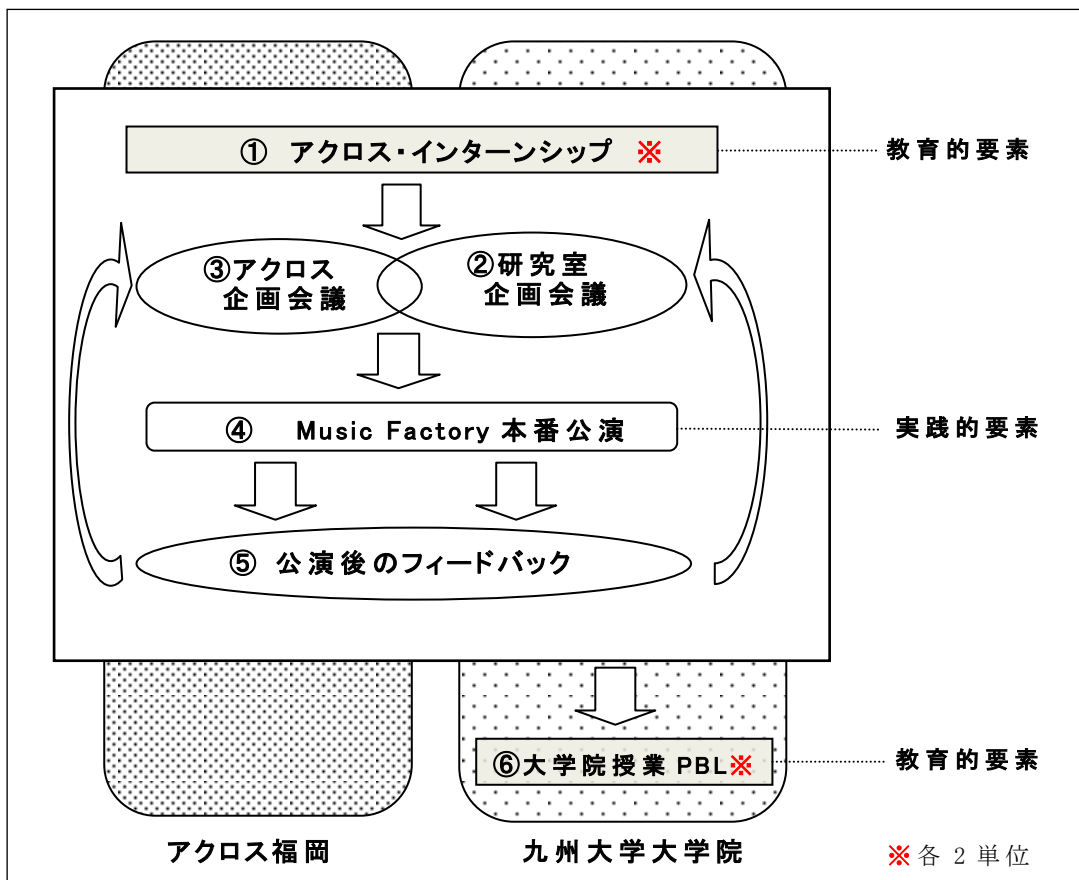 ① アクロス・インターンシップ ※
教育的要素
③アクロス
企画会議
②研究室
企画会議
④ Music Factory 本番公演
実践的要素
⑤ 公演後のフィードバック
⑥大学院授業 PBL※
教育的要素
アクロス福岡
九州大学大学院
※各 2 単位